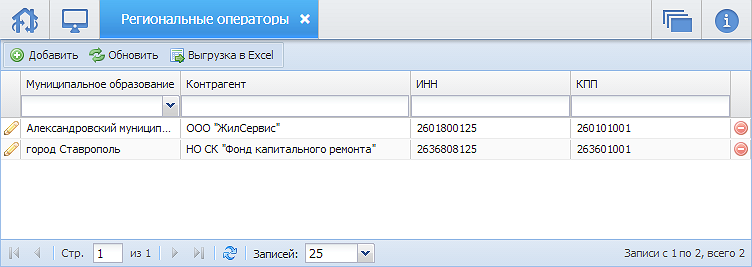 Региональные операторы
Добавить Обновить Выгрузка в Excel
Муниципальное образование Контрагент ИНН КПП
Александровский муницип... ООО "ЖилСервис" 2601800125 260101001
город Ставрополь НО СК "Фонд капитального ремонта" 2636808125 263601001
Стр. 1 из 1 Записей: 25 Записи с 1 по 2, всего 2